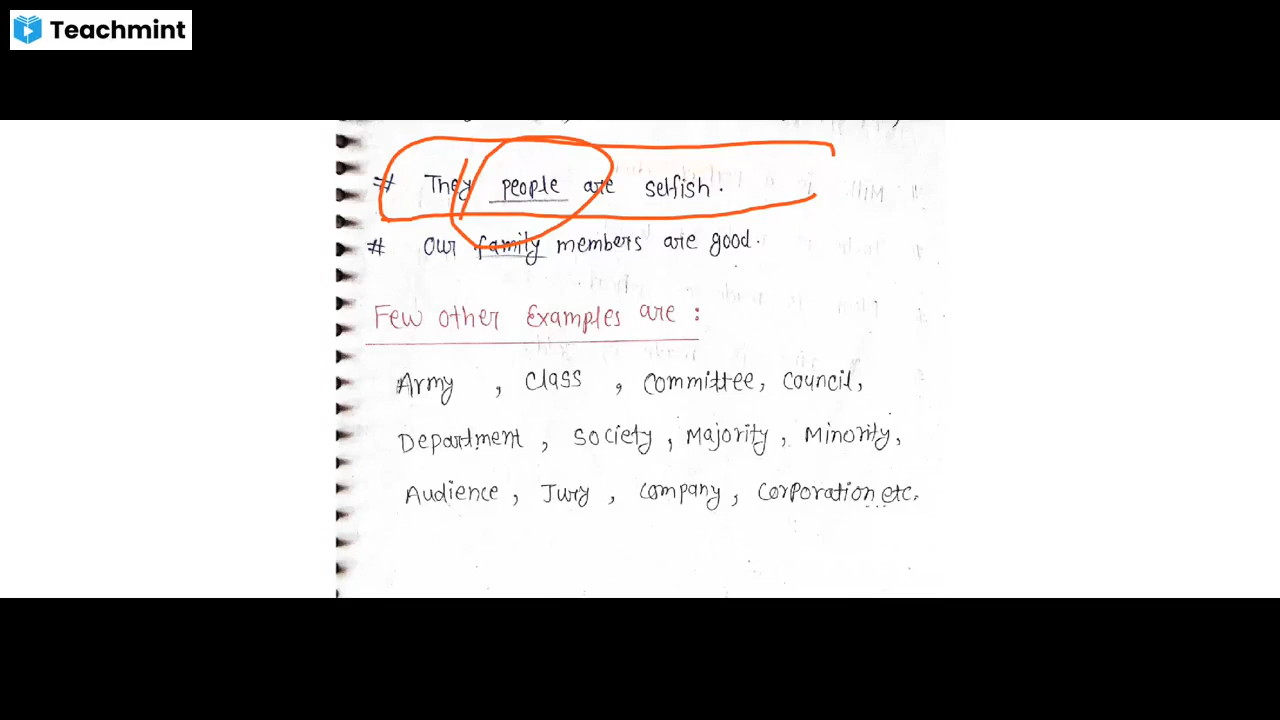 Teachmint
# They people are selfish.
# Our family members are good.
Few other Examples are :
Army , Class , Committee, Council,
Department , Society , Majority , Minority,
Audience , Jury , Company , Corporation etc.